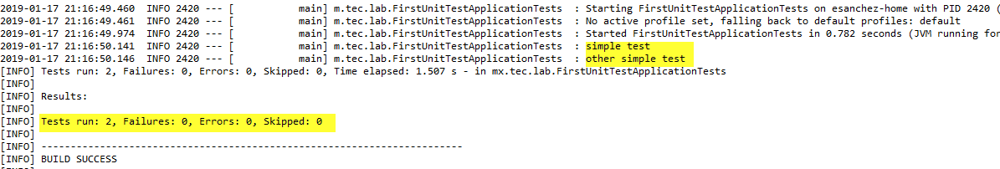 2019-01-17 21:16:49.460  INFO 2420 --- [           main] m.tec.lab.FirstUnitTestApplicationTests  : Starting FirstUnitTestApplicationTests on esanchez-home with PID 2420 (
2019-01-17 21:16:49.461  INFO 2420 --- [           main] m.tec.lab.FirstUnitTestApplicationTests  : No active profile set, falling back to default profiles: default
2019-01-17 21:16:49.974  INFO 2420 --- [           main] m.tec.lab.FirstUnitTestApplicationTests  : Started FirstUnitTestApplicationTests in 0.782 seconds (JVM running for
2019-01-17 21:16:50.141  INFO 2420 --- [           main] m.tec.lab.FirstUnitTestApplicationTests  : simple test
2019-01-17 21:16:50.146  INFO 2420 --- [           main] m.tec.lab.FirstUnitTestApplicationTests  : other simple test
[INFO] Tests run: 2, Failures: 0, Errors: 0, Skipped: 0, Time elapsed: 1.507 s - in mx.tec.lab.FirstUnitTestApplicationTests
[INFO]
[INFO] Results:
[INFO]
[INFO] Tests run: 2, Failures: 0, Errors: 0, Skipped: 0
[INFO]
[INFO] ------------------------------------------------------------------------
[INFO] BUILD SUCCESS